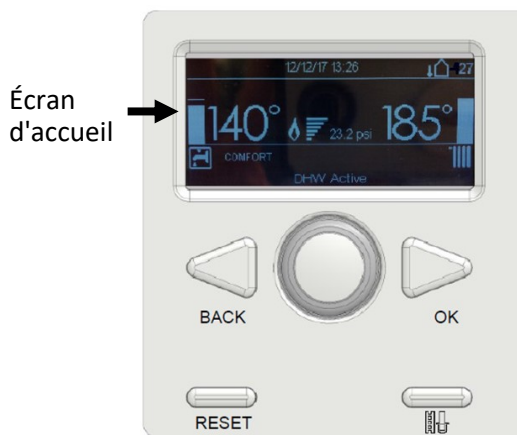 Écran
d'accueil
12/12/17 13:26
27
140°
23.2 psi
185°
CONFORT
DHW Active
BACK
OK
RESET